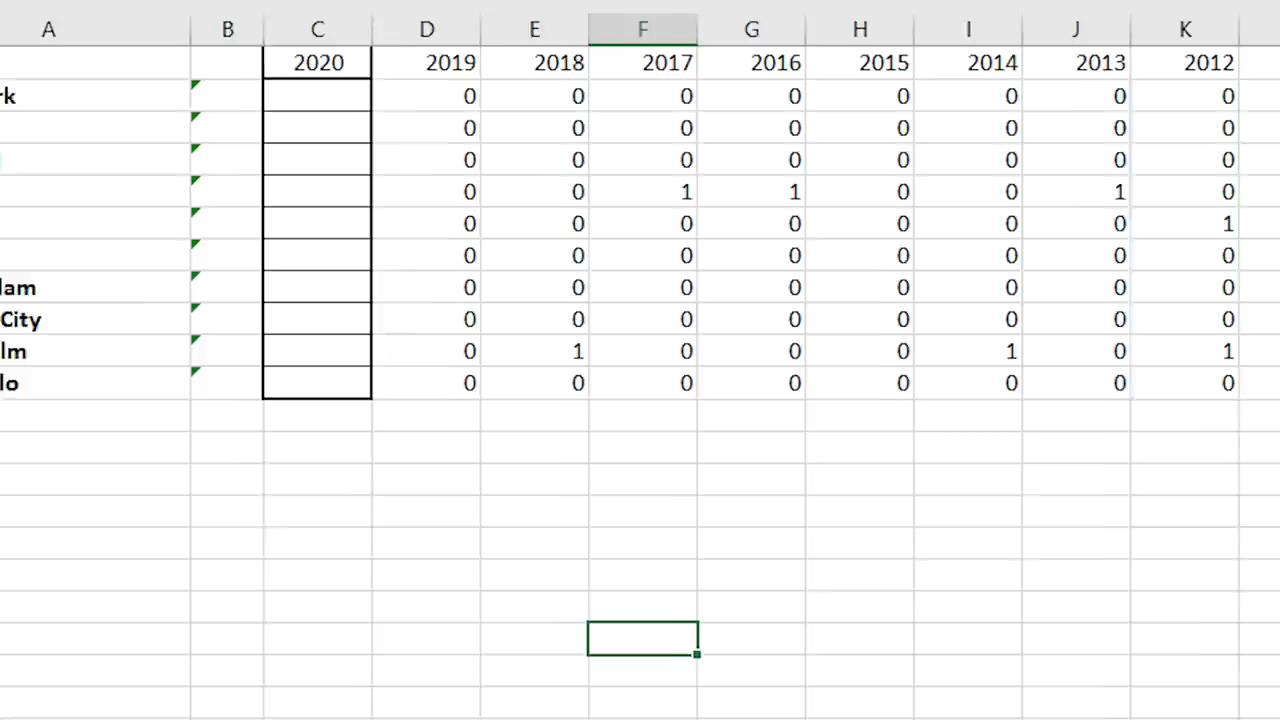 A B C D E F G H I J K
2020 2019 2018 2017 2016 2015 2014 2013 2012
rk 0 0 0 0 0 0 0 0
0 0 0 0 0 0 0 0
0 0 0 0 0 0 0 0
0 0 1 1 0 0 1 0
0 0 0 0 0 0 0 1
0 0 0 0 0 0 0 0
dam 0 0 0 0 0 0 0 0
City 0 0 0 0 0 0 0 0
lm 0 1 0 0 0 1 0 1
lo 0 0 0 0 0 0 0 0